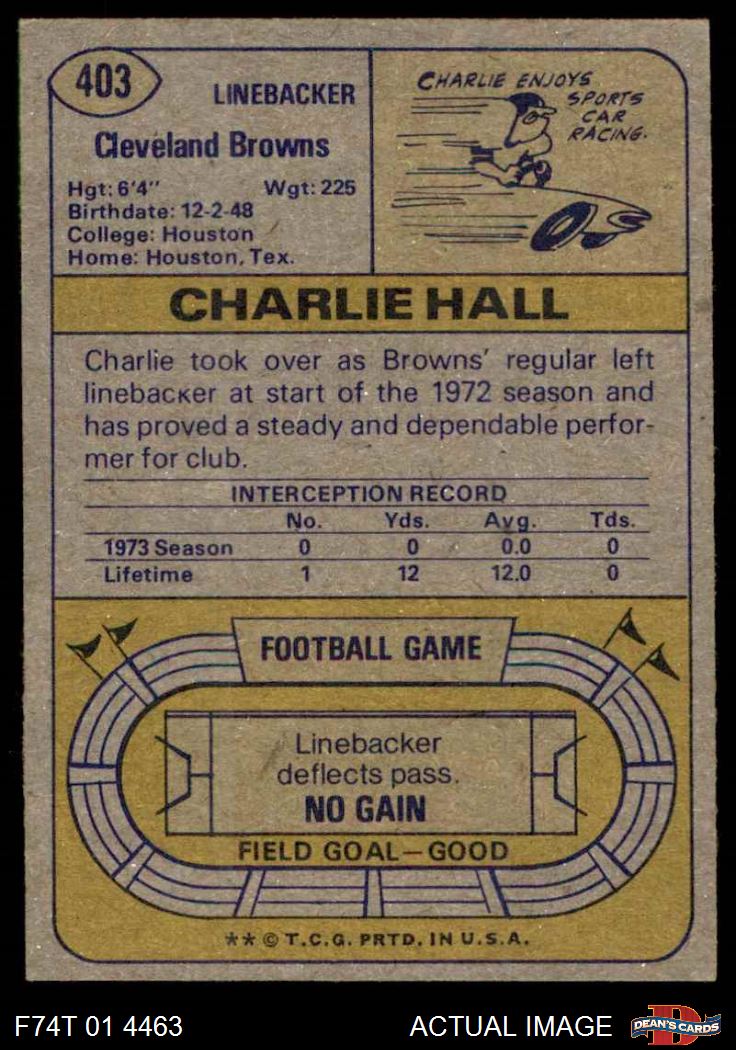 403
LINEBACKER
Cleveland Browns
Hgt: 6'4" Wgt: 225
Birthdate: 12-2-48
College: Houston
Home: Houston, Tex.
CHARLIE ENJOYS
SPORTS
CAR
RACING.
CHARLIE HALL
Charlie took over as Browns' regular left
linebacker at start of the 1972 season and
has proved a steady and dependable perfor-
mer for club.
INTERCEPTION RECORD
No. Yds. Avg. Tds.
1973 Season 0 0 0.0 0
Lifetime 1 12 12.0 0
FOOTBALL GAME
Linebacker
deflects pass.
NO GAIN
FIELD GOAL—GOOD
** © T.C.G. PRTD. IN U.S.A.
F74T 01 4463 ACTUAL IMAGE
DEAN'S CARDS